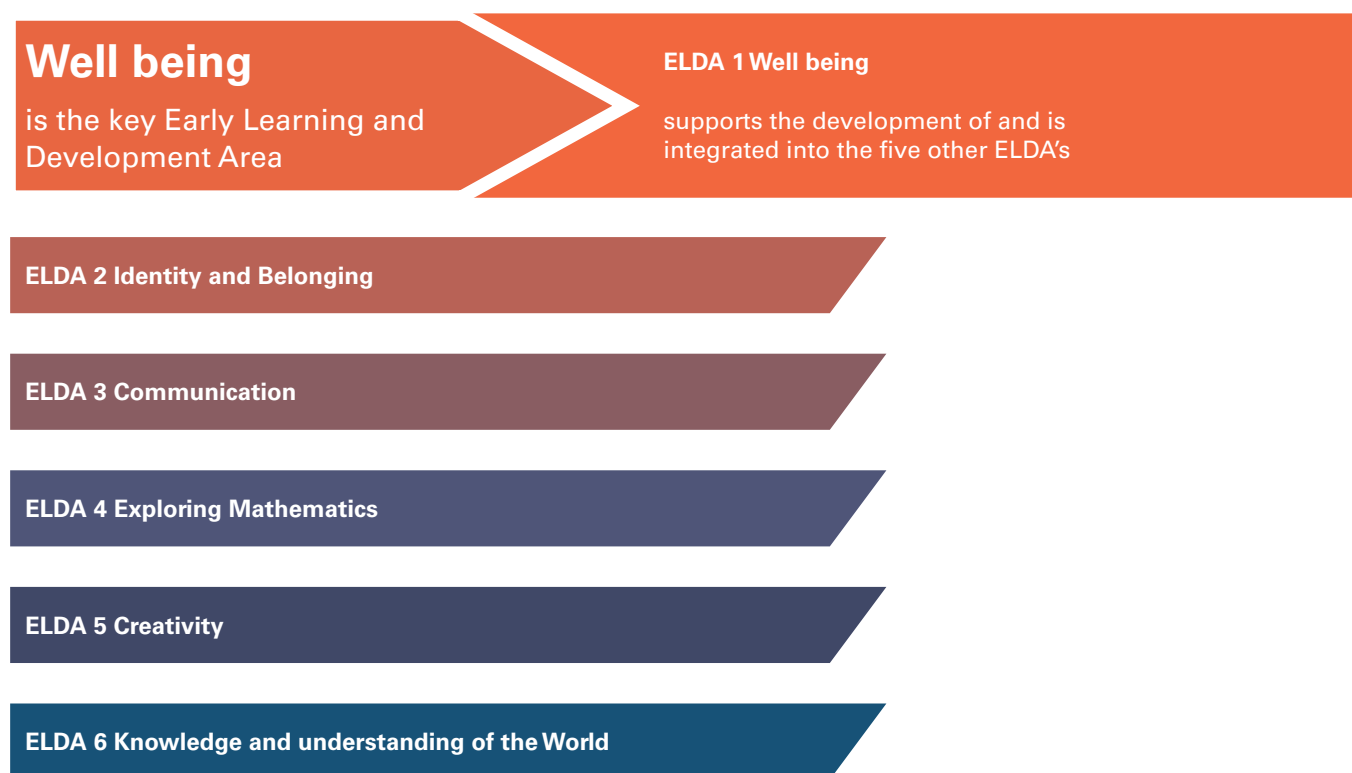 Well being
is the key Early Learning and
Development Area
ELDA 1 Well being
supports the development of and is
integrated into the five other ELDA’s
ELDA 2 Identity and Belonging
ELDA 3 Communication
ELDA 4 Exploring Mathematics
ELDA 5 Creativity
ELDA 6 Knowledge and understanding of the World